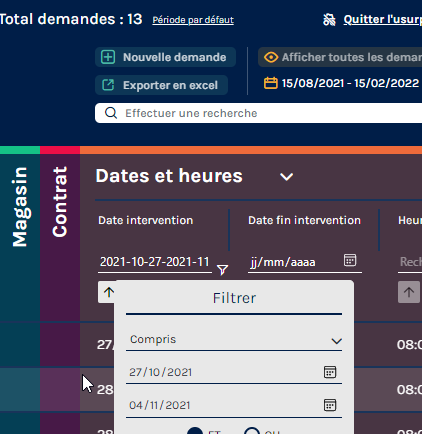 Total demandes : 13 Période par défaut Quitter l'usurp
Nouvelle demande Afficher toutes les deman
Exporter en excel 15/08/2021 - 15/02/2022
Effectuer une recherche
Magasin
Contrat
Dates et heures
Date intervention Date fin intervention Heur
2021-10-27-2021-11 jj/mm/aaaa Rech
Filtrer
Compris
27/ 27/10/2021 08:0
28 04/11/2021 08:0
28 ET OU 08:0